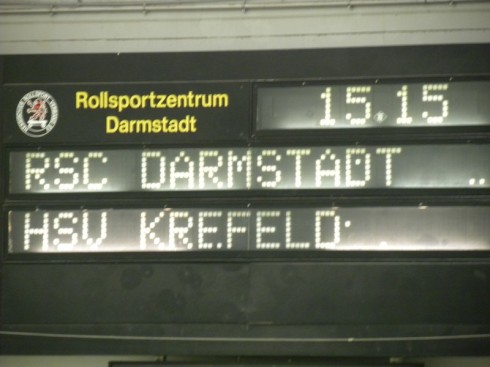 Rollsportzentrum
Darmstadt
15.15
RSC DARMSTADT
HSV KREFELD